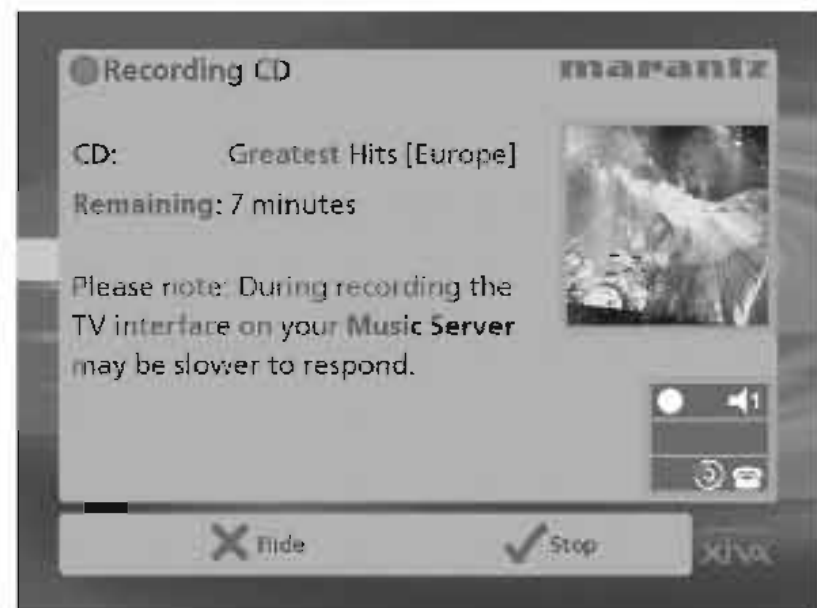 Recording CD
marantz
CD: Greatest Hits [Europe]
Remaining: 7 minutes
Please note: During recording the
TV interface on your Music Server
may be slower to respond.
1
Hide
Stop
xiva